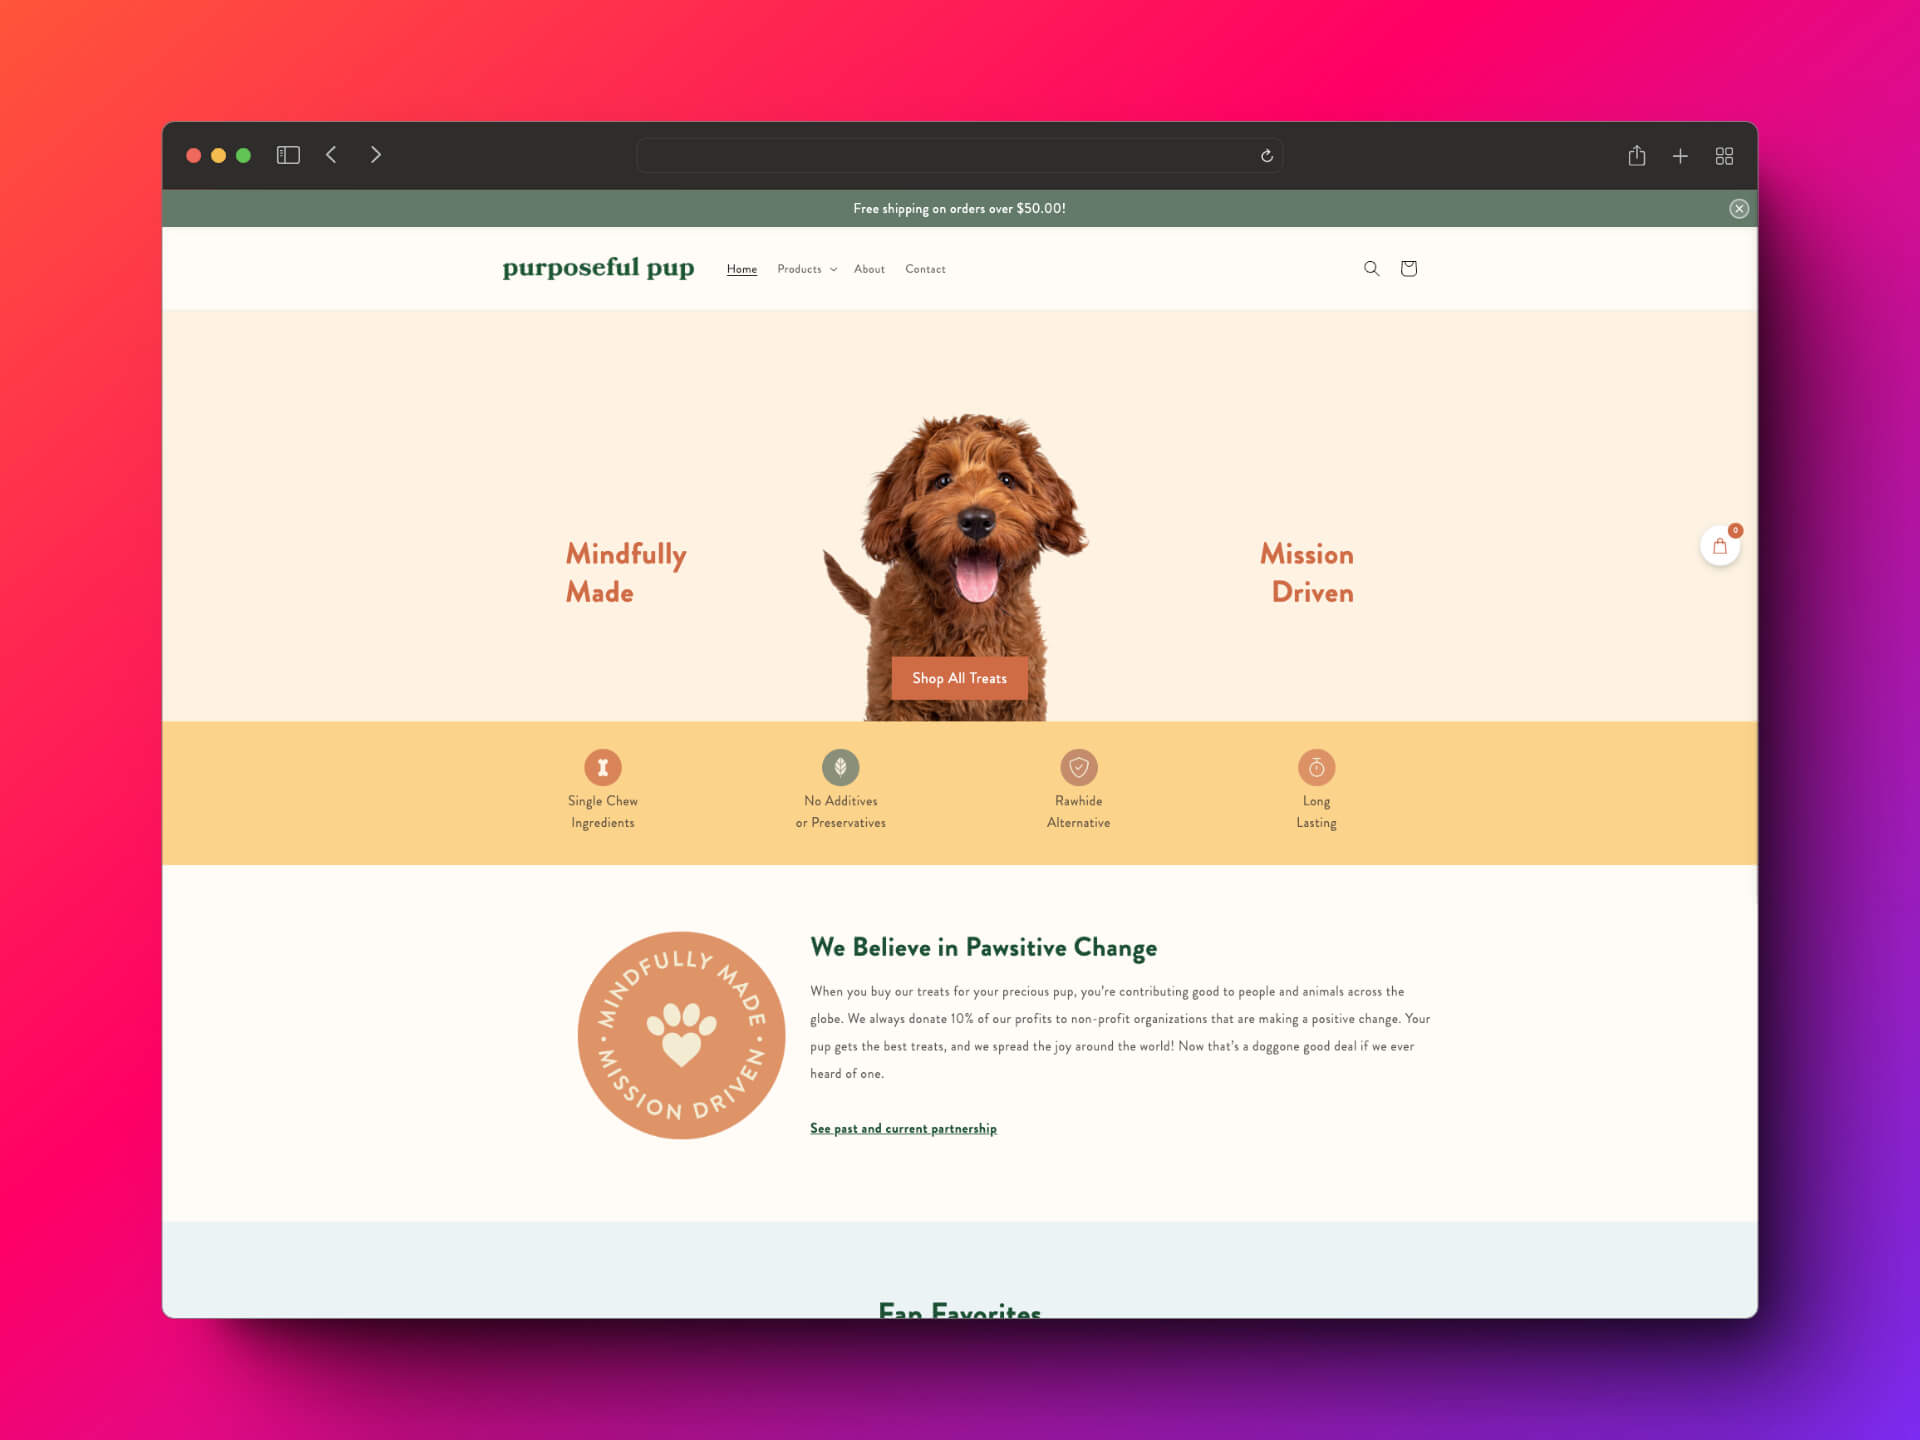 Free shipping on orders over $50.00!
purposeful pup
Home Products About Contact
Mindfully
Made
Mission
Driven
0
Shop All Treats
Single Chew
Ingredients
No Additives
or Preservatives
Rawhide
Alternative
Long
Lasting
MINDFULLY MADE • MISSION DRIVEN •
We Believe in Pawsitive Change
When you buy our treats for your precious pup, you're contributing good to people and animals across the
globe. We always donate 10% of our profits to non-profit organizations that are making a positive change. Your
pup gets the best treats, and we spread the joy around the world! Now that's a doggone good deal if we ever
heard of one.
See past and current partnership
Fan Favorites